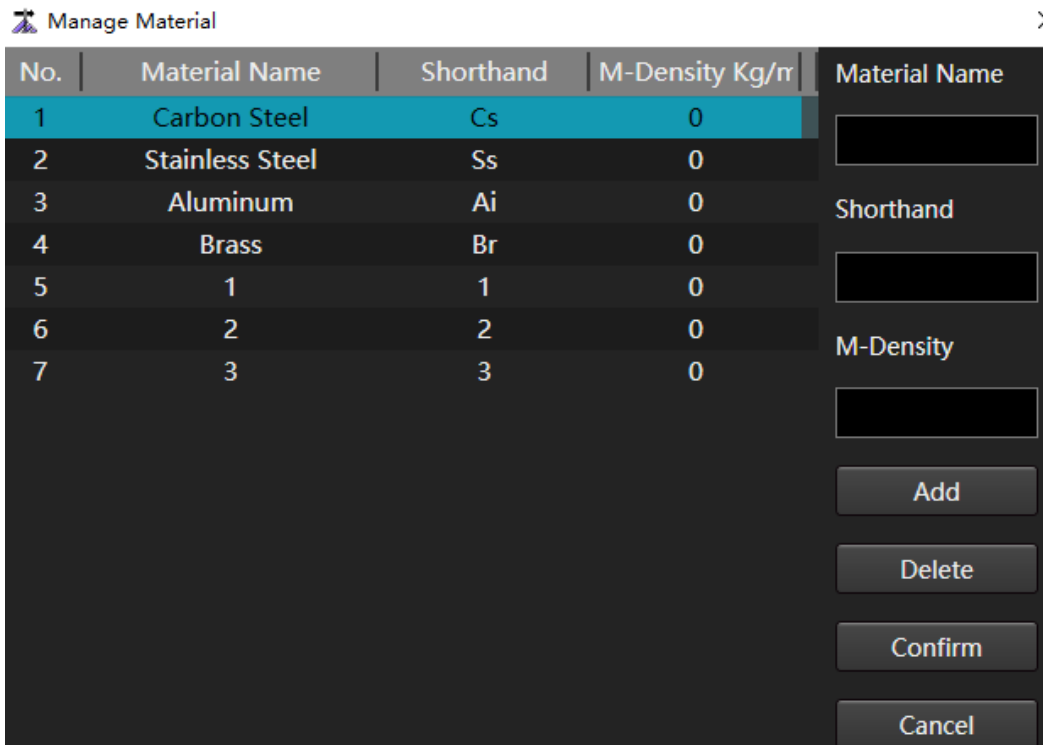 Manage Material
No. Material Name Shorthand M-Density Kg/m
1 Carbon Steel Cs 0
2 Stainless Steel Ss 0
3 Aluminum Ai 0
4 Brass Br 0
5 1 1 0
6 2 2 0
7 3 3 0
Material Name
Shorthand
M-Density
Add
Delete
Confirm
Cancel